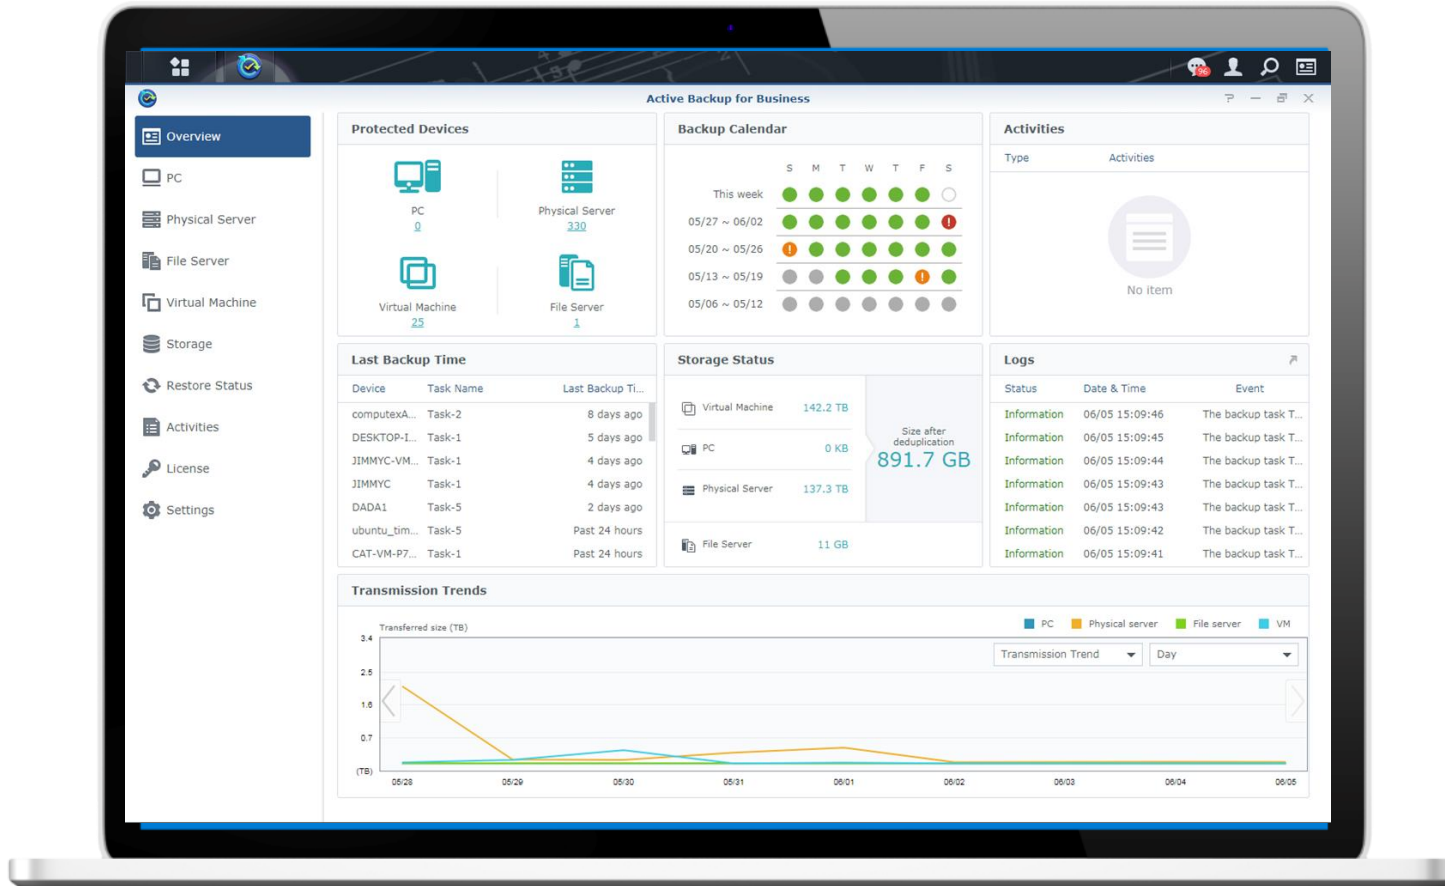 96
Active Backup for Business
Overview
PC
Physical Server
File Server
Virtual Machine
Storage
Restore Status
Activities
License
Settings
Protected Devices
PC
0
Physical Server
330
Virtual Machine
25
File Server
1
Backup Calendar
S M T W T F S
This week
05/27 ~ 06/02
05/20 ~ 05/26
05/13 ~ 05/19
05/06 ~ 05/12
Activities
Type Activities
No item
Last Backup Time
Device Task Name Last Backup Ti...
computexA... Task-2 8 days ago
DESKTOP-I... Task-1 5 days ago
JIMMYC-VM... Task-1 4 days ago
JIMMYC Task-1 4 days ago
DADA1 Task-5 2 days ago
ubuntu_tim... Task-5 Past 24 hours
CAT-VM-P7... Task-1 Past 24 hours
Storage Status
Virtual Machine 142.2 TB
PC 0 KB
Physical Server 137.3 TB
File Server 11 GB
Size after
deduplication
891.7 GB
Logs
Status Date & Time Event
Information 06/05 15:09:46 The backup task T...
Information 06/05 15:09:45 The backup task T...
Information 06/05 15:09:44 The backup task T...
Information 06/05 15:09:43 The backup task T...
Information 06/05 15:09:43 The backup task T...
Information 06/05 15:09:42 The backup task T...
Information 06/05 15:09:41 The backup task T...
Transmission Trends
Transferred size (TB)
PC Physical server File server VM
Transmission Trend Day
3.4
2.5
1.6
0.7
(TB)
05/28 05/29 05/30 05/31 06/01 06/02 06/03 06/04 06/05